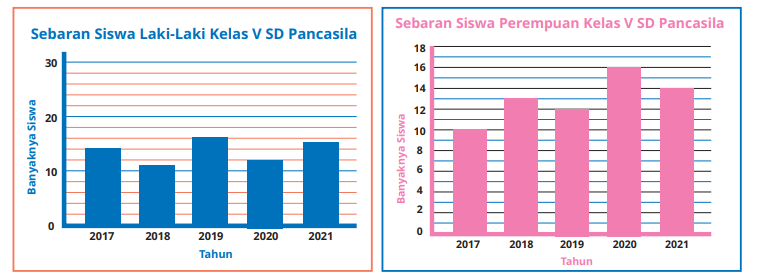 Sebaran Siswa Laki-Laki Kelas V SD Pancasila
30
20
10
0
Banyaknya Siswa
2017 2018 2019 2020 2021
Tahun
Sebaran Siswa Perempuan Kelas V SD Pancasila
18
16
14
12
10
8
6
4
2
0
Banyaknya Siswa
2017 2018 2019 2020 2021
Tahun